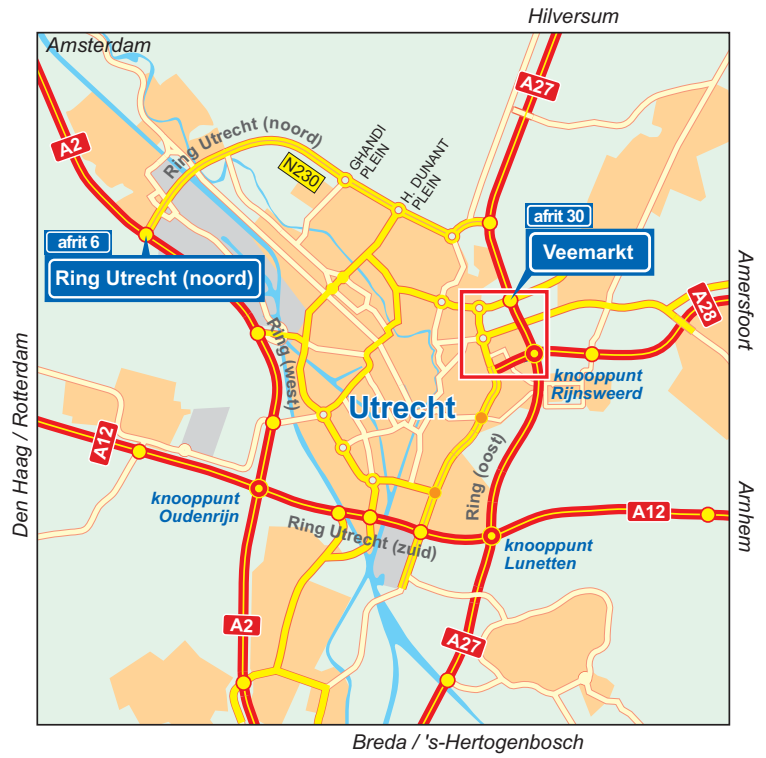 Hilversum
Amsterdam
A27
A2
Ring Utrecht (noord)
N230
GHANDI
PLEIN
H. DUNANT
PLEIN
afrit 6
Ring Utrecht (noord)
afrit 30
Veemarkt
Amersfoort
A28
Ring (west)
Utrecht
knooppunt
Rijnsweerd
Den Haag / Rotterdam
A12
A12
knooppunt
Oudenrijn
Ring (oost)
Ring Utrecht (zuid)
A12
Arnhem
knooppunt
Lunetten
A2
A27
Breda / 's-Hertogenbosch